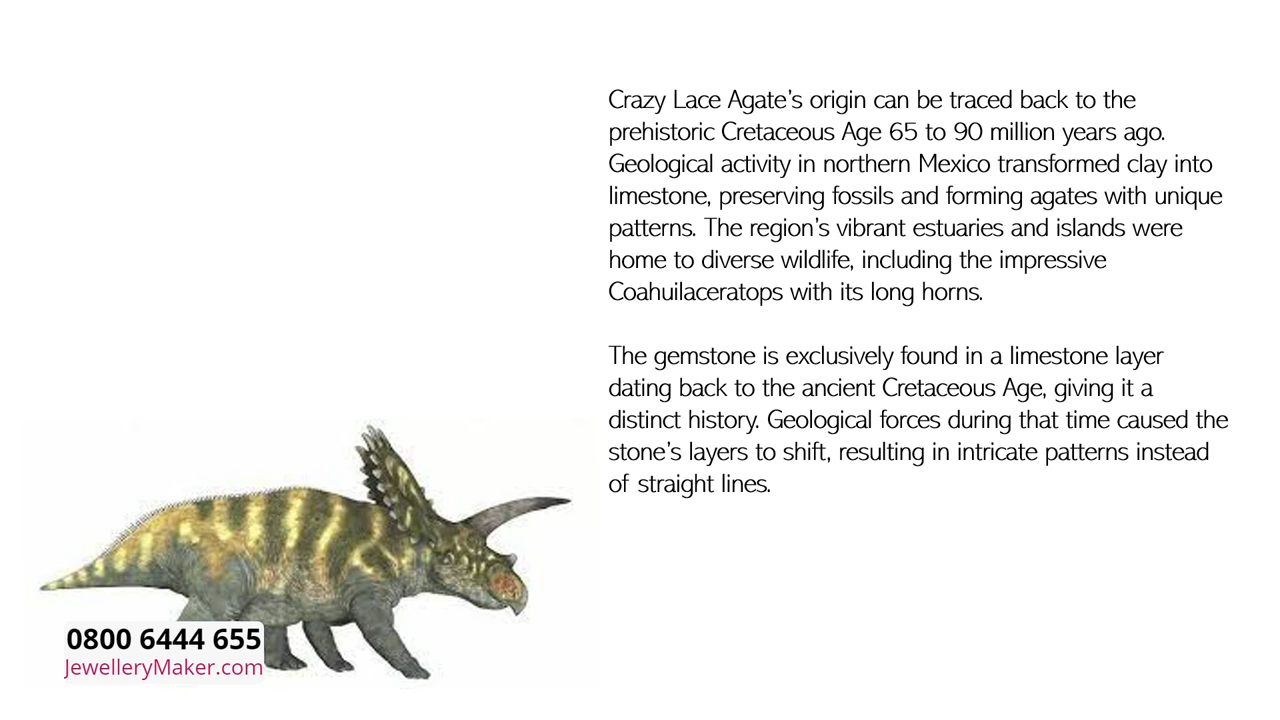 Crazy Lace Agate’s origin can be traced back to the
prehistoric Cretaceous Age 65 to 90 million years ago.
Geological activity in northern Mexico transformed clay into
limestone, preserving fossils and forming agates with unique
patterns. The region’s vibrant estuaries and islands were
home to diverse wildlife, including the impressive
Coahuilaceratops with its long horns.
The gemstone is exclusively found in a limestone layer
dating back to the ancient Cretaceous Age, giving it a
distinct history. Geological forces during that time caused the
stone’s layers to shift, resulting in intricate patterns instead
of straight lines.
0800 6444 655
JewelleryMaker.com